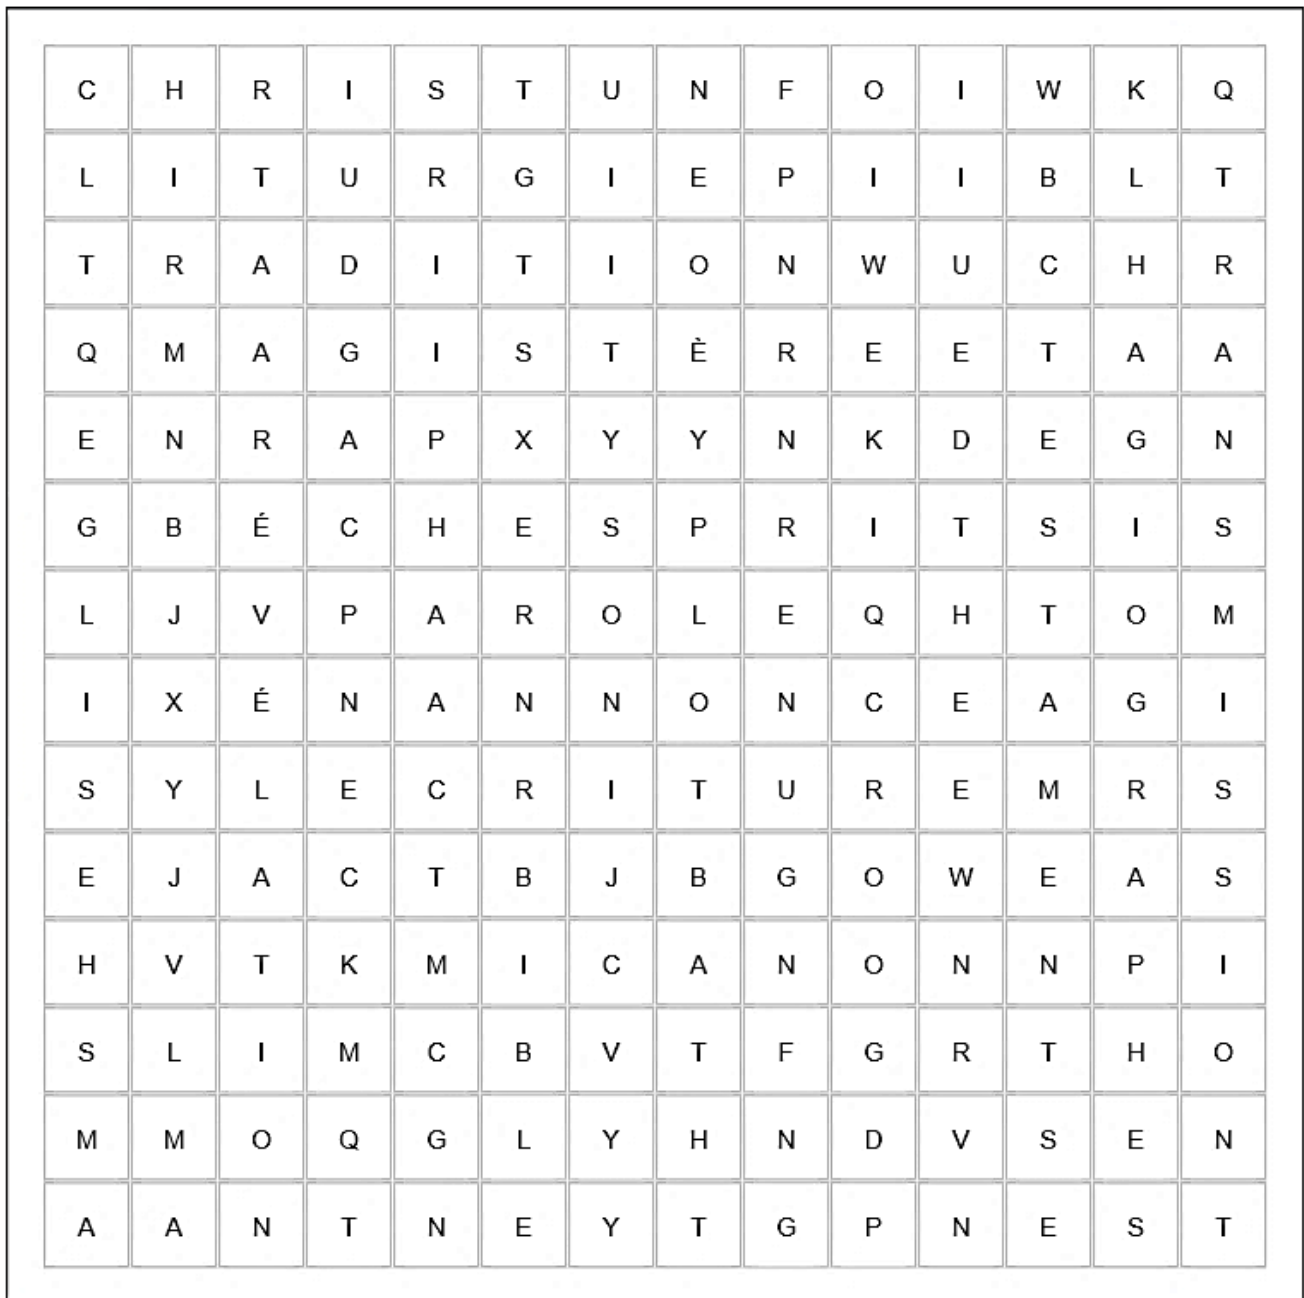 C H R I S T U N F O I W K Q
L I T U R G I E P I I B L T
T R A D I T I O N W U C H R
Q M A G I S T È R E E T A A
E N R A P X Y Y N K D E G N
G B É C H E S P R I T S I S
L J V P A R O L E Q H T O M
I X É N A N N O N C E A G I
S Y L E C R I T U R E M R S
E J A C T B J B G O W E A S
H V T K M I C A N O N N P I
S L I M C B V T F G R T H O
M M O Q G L Y H N D V S E N
A A N T N E Y T G P N E S T